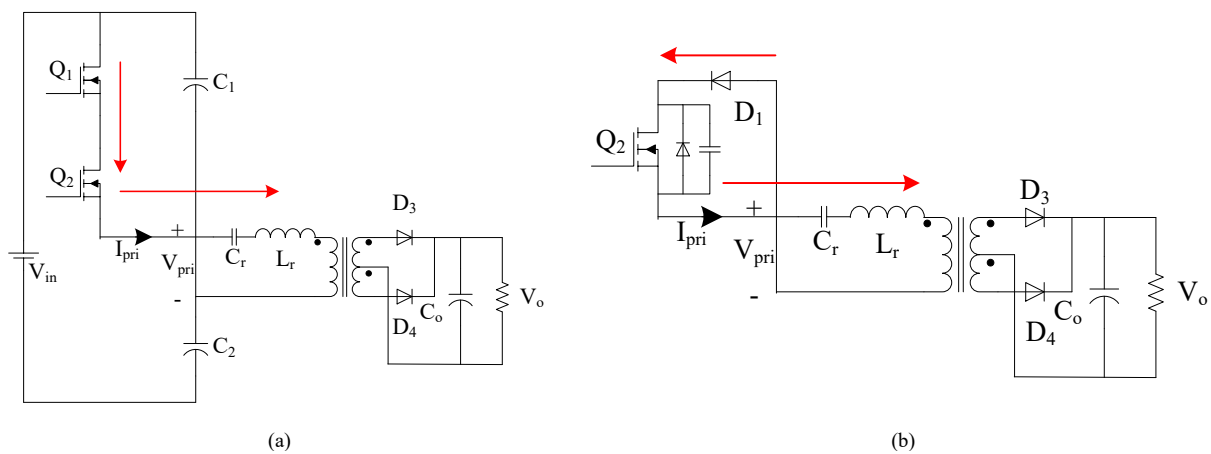 Q1
C1
Q2
D3
+
Ipri
Vpri
Cr
Lr
Vin
-
D4
Co
Vo
C2
(a)
D1
Q2
D3
+
Ipri
Vpri
Cr
Lr
-
D4
Co
Vo
(b)